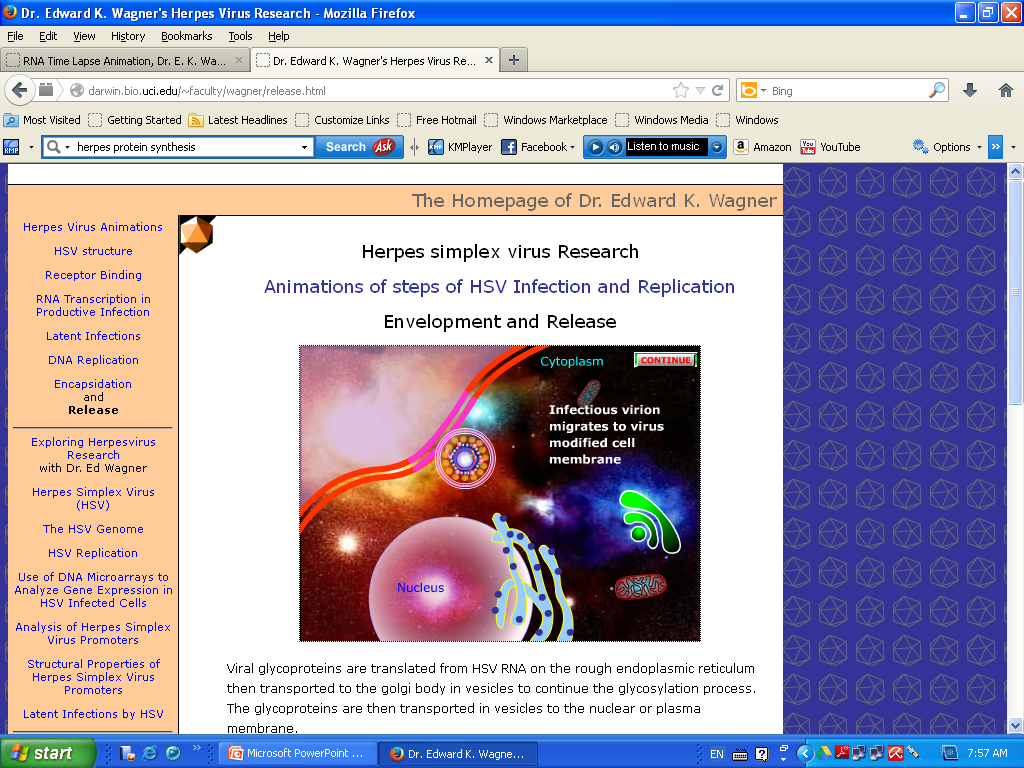 Dr. Edward K. Wagner's Herpes Virus Research - Mozilla Firefox
File Edit View History Bookmarks Tools Help
RNA Time Lapse Animation, Dr. E. K. Wa...
Dr. Edward K. Wagner's Herpes Virus Re...
darwin.bio.uci.edu/~faculty/wagner/release.html
Bing
Most Visited Getting Started Latest Headlines Customize Links Free Hotmail Windows Marketplace Windows Media Windows
KMP herpes protein synthesis Search Ask KMP KMPlayer Facebook Listen to music a Amazon You Tube YouTube Options »
The Homepage of Dr. Edward K. Wagner
Herpes Virus Animations
HSV structure
Receptor Binding
RNA Transcription in
Productive Infection
Latent Infections
DNA Replication
Encapsidation
and
Release
Exploring Herpesvirus
Research
with Dr. Ed Wagner
Herpes Simplex Virus
(HSV)
The HSV Genome
HSV Replication
Use of DNA Microarrays to
Analyze Gene Expression in
HSV Infected Cells
Analysis of Herpes Simplex
Virus Promoters
Structural Properties of
Herpes Simplex Virus
Promoters
Latent Infections by HSV
Herpes simplex virus Research
Animations of steps of HSV Infection and Replication
Envelopment and Release
Cytoplasm
CONTINUE
Infectious virion
migrates to virus
modified cell
membrane
Nucleus
Viral glycoproteins are translated from HSV RNA on the rough endoplasmic reticulum
then transported to the golgi body in vesicles to continue the glycosylation process.
The glycoproteins are then transported in vesicles to the nuclear or plasma
membrane.
start » Microsoft PowerPoint ... Dr. Edward K. Wagne... EN 7:57 AM